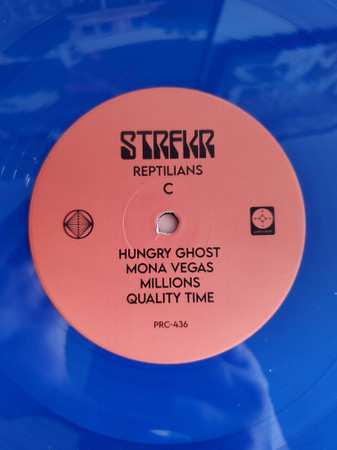 STRFKR
REPTILIANS
C
HUNGRY GHOST
MONA VEGAS
MILLIONS
QUALITY TIME
PRC-436